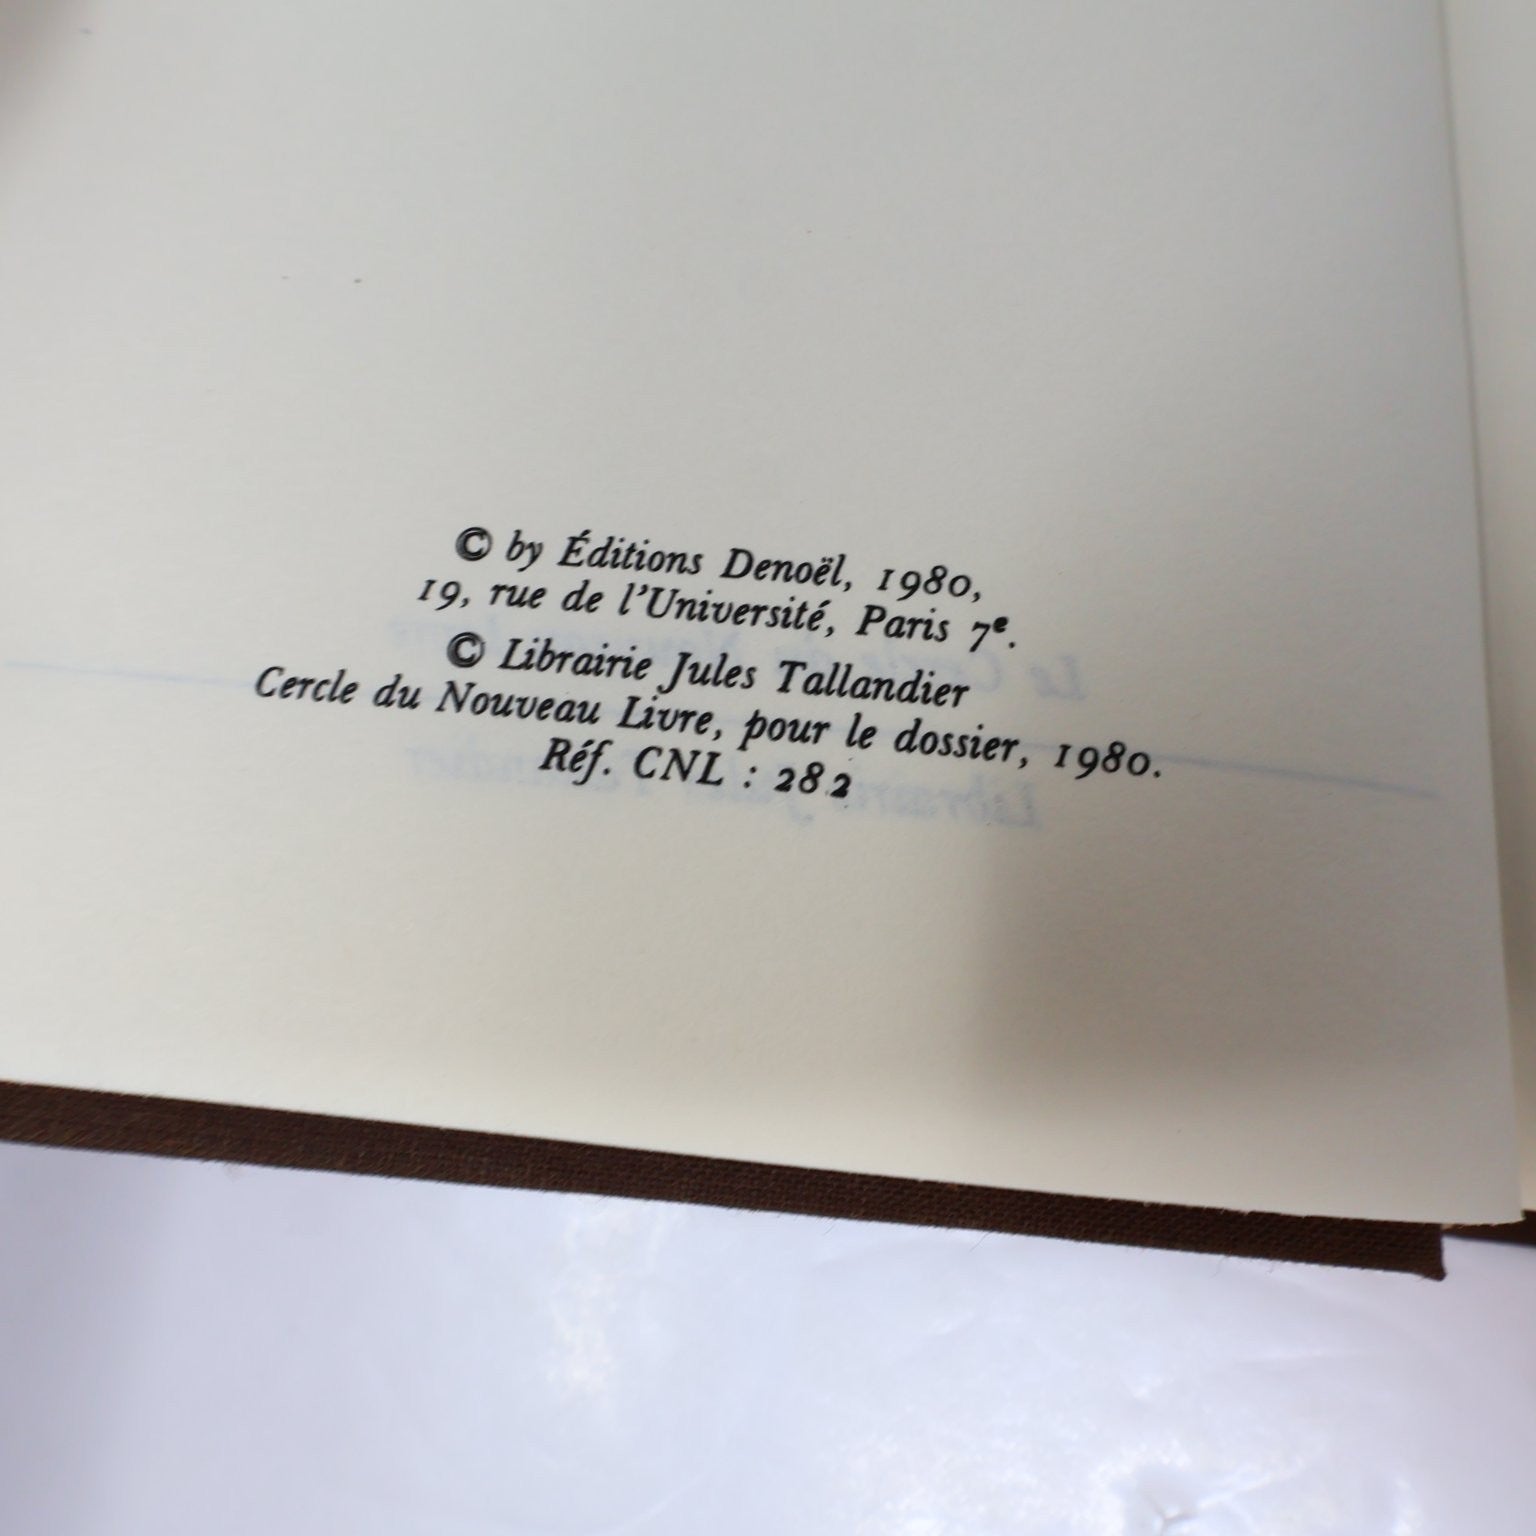 © by Éditions Denoël, 1980,
19, rue de l'Université, Paris 7ᵉ.
© Librairie Jules Tallandier
Cercle du Nouveau Livre, pour le dossier, 1980.
Réf. CNL : 282